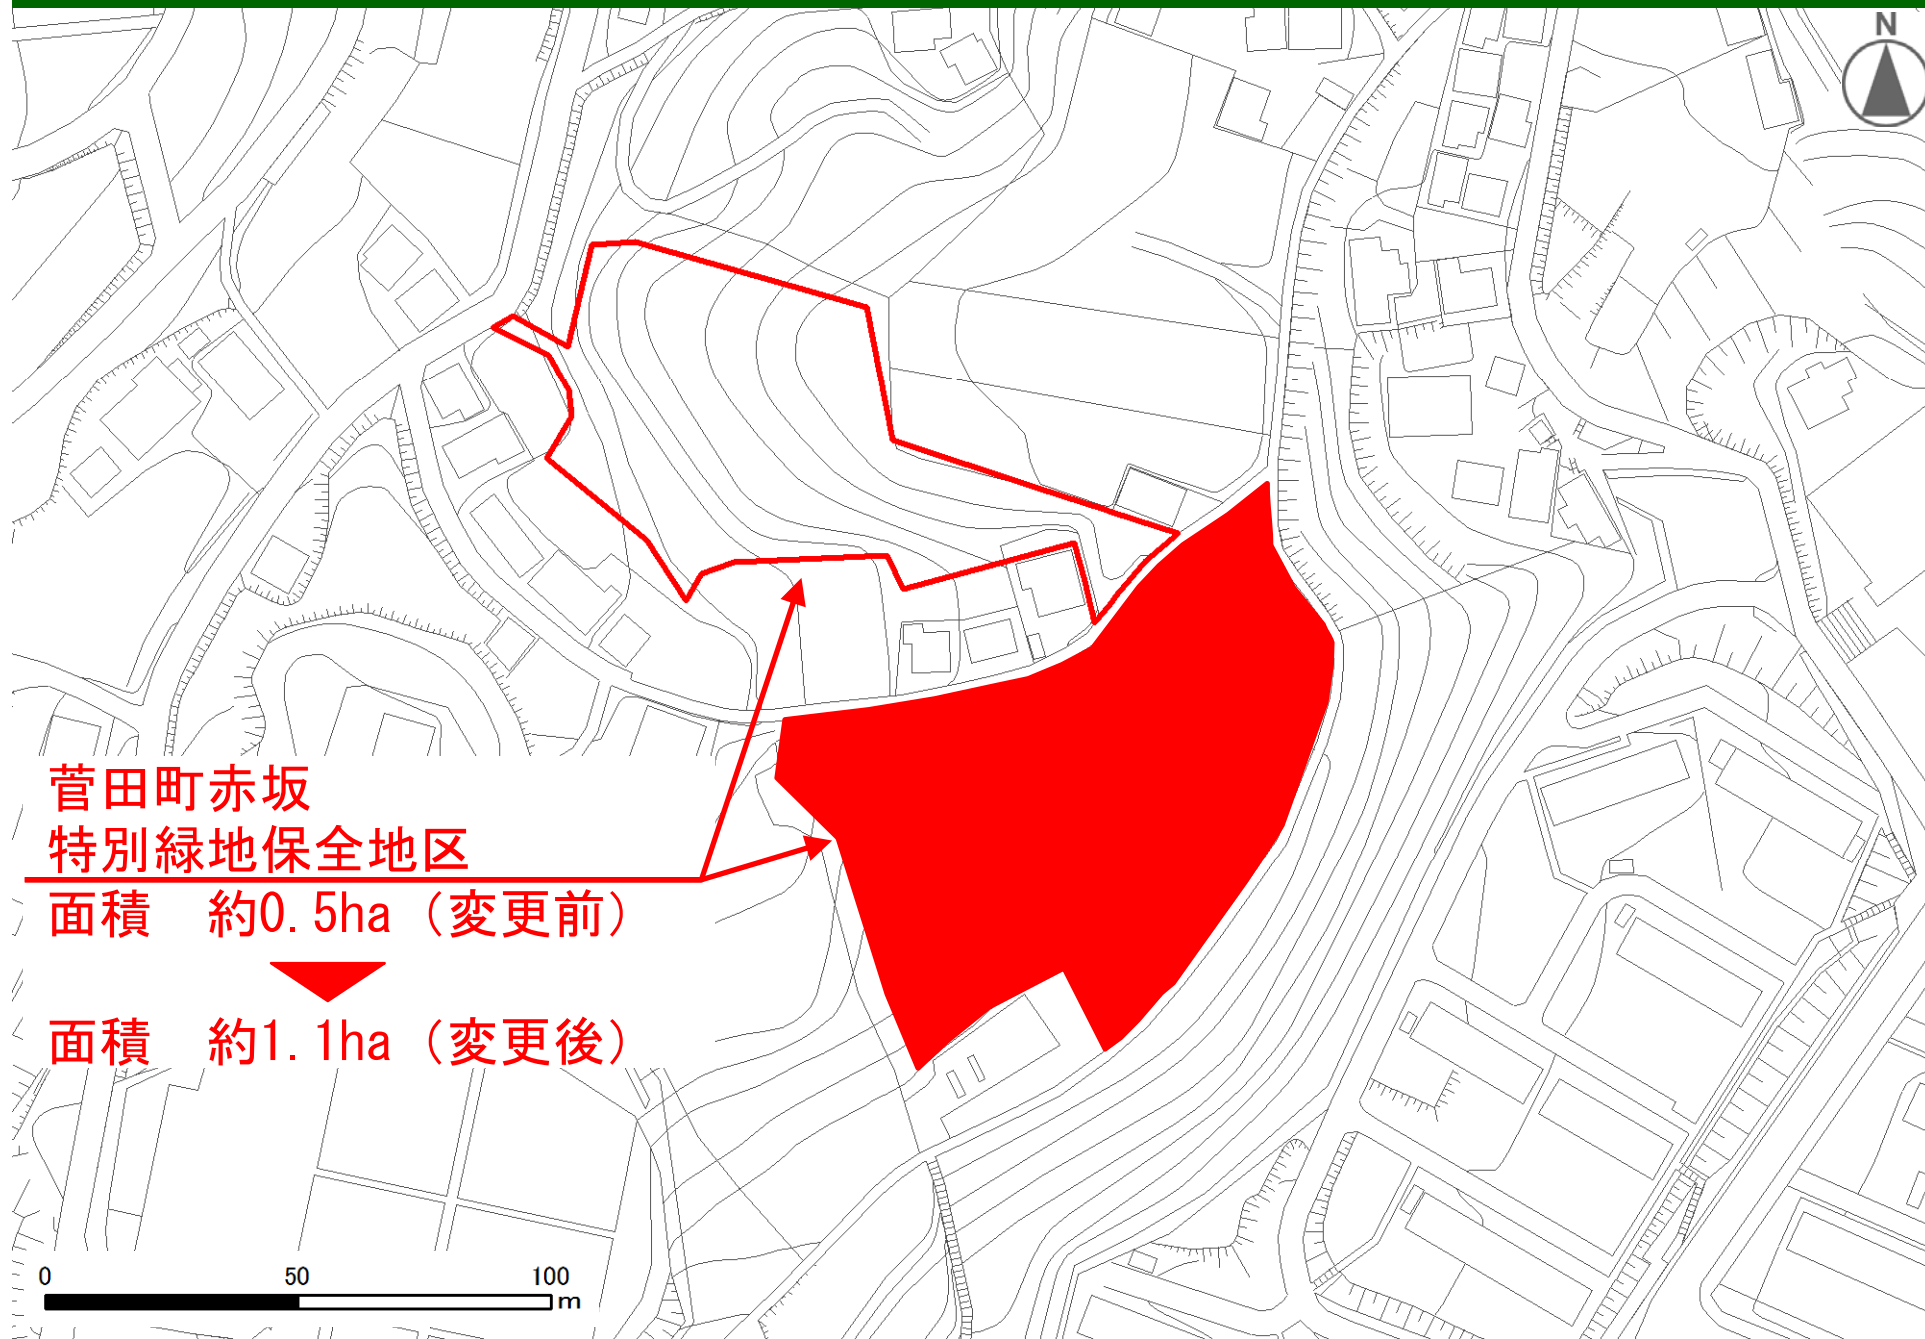 N
菅田町赤坂
特別緑地保全地区
面積　約0.5ha（変更前）
面積　約1.1ha（変更後）
0 50 100
m